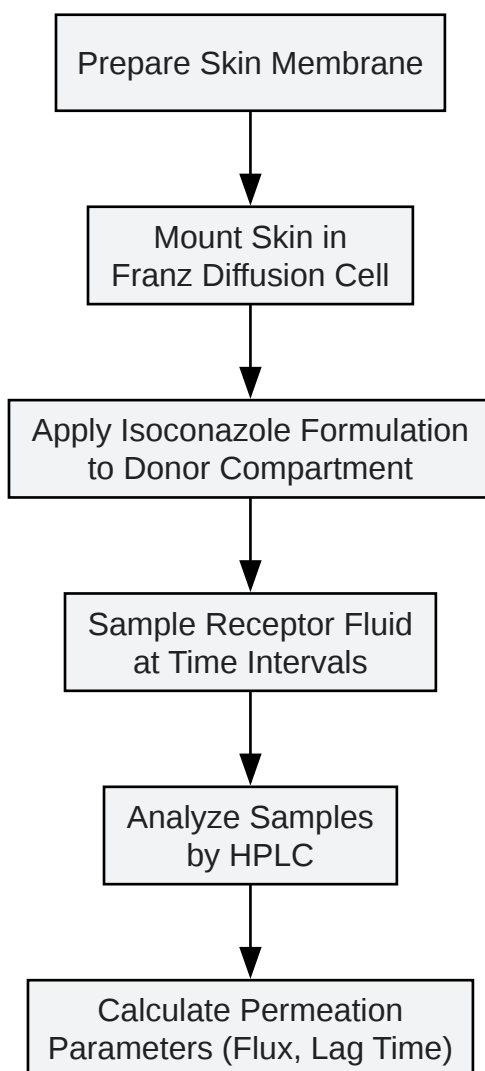 Prepare Skin Membrane
Mount Skin in
Franz Diffusion Cell
Apply Isoconazole Formulation
to Donor Compartment
Sample Receptor Fluid
at Time Intervals
Analyze Samples
by HPLC
Calculate Permeation
Parameters (Flux, Lag Time)